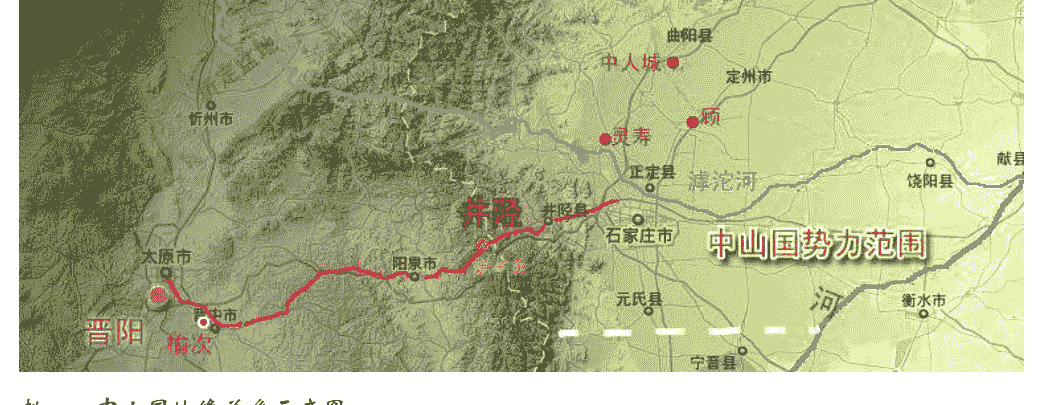 曲阳县
中人城
定州市
忻州市
顾
灵寿
正定县
滹沱河
献县
饶阳县
井陉
井陉县
石家庄市
中山国势力范围
太原市
阳泉市
元氏县
河
衡水市
晋中市
晋阳
榆次
宁晋县